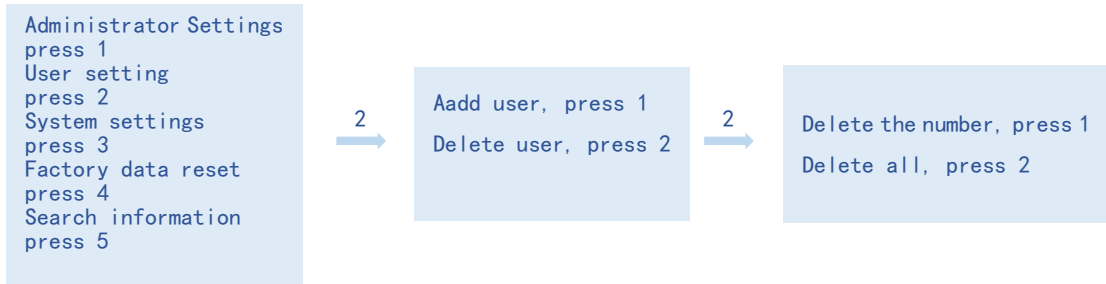 Administrator Settings
press 1
User setting
press 2
System settings
press 3
Factory data reset
press 4
Search information
press 5
2
Aadd user, press 1
Delete user, press 2
2
Delete the number, press 1
Delete all, press 2